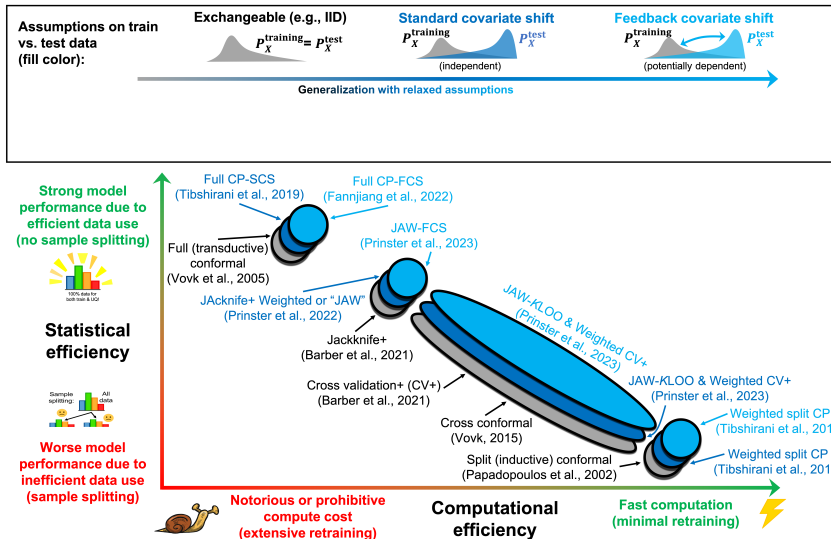 Assumptions on train
vs. test data
(fill color):
Exchangeable (e.g., IID)
P_X^training = P_X^test
Standard covariate shift
P_X^training
P_X^test
(independent)
Feedback covariate shift
P_X^training
P_X^test
(potentially dependent)
Generalization with relaxed assumptions
Strong model
performance due to
efficient data use
(no sample splitting)
100% data for
both train & UQ!
Statistical
efficiency
Sample
splitting:
All
data
Worse model
performance due to
inefficient data use
(sample splitting)
Full CP-SCS
(Tibshirani et al., 2019)
Full CP-FCS
(Fannjiang et al., 2022)
Full (transductive)
conformal
(Vovk et al., 2005)
JAW-FCS
(Prinster et al., 2023)
JAcknife+ Weighted or “JAW”
(Prinster et al., 2022)
Jackknife+
(Barber et al., 2021)
JAW-KLOO & Weighted CV+
(Prinster et al., 2023)
Cross validation+ (CV+)
(Barber et al., 2021)
JAW-KLOO & Weighted CV+
(Prinster et al., 2023)
Cross conformal
(Vovk, 2015)
Weighted split CP
(Tibshirani et al., 201
Split (inductive) conformal
(Papadopoulos et al., 2002)
Weighted split CP
(Tibshirani et al., 201
Notorious or prohibitive
compute cost
(extensive retraining)
Computational
efficiency
Fast computation
(minimal retraining)